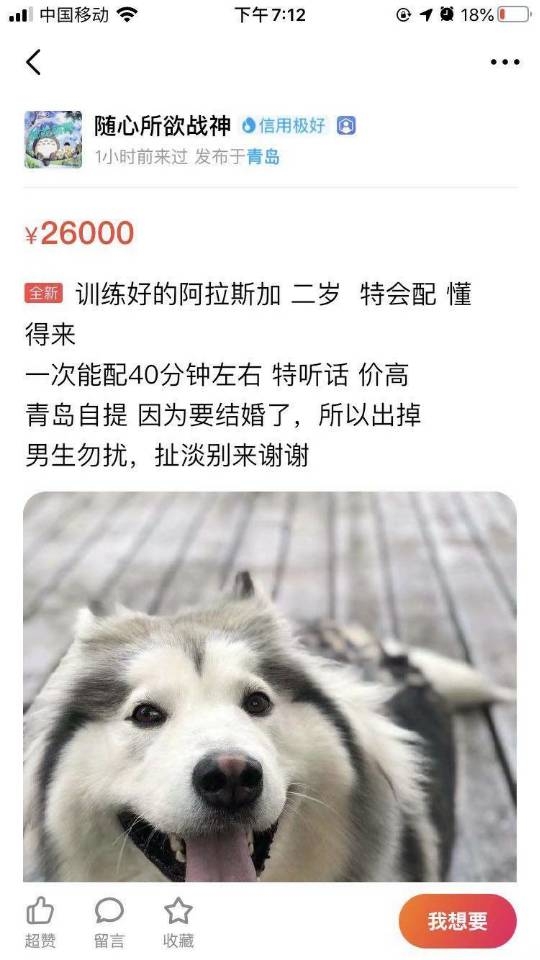 中国移动
下午7:12
18%
随心所欲战神 信用极好
1小时前来过 发布于青岛
¥26000
全新 训练好的阿拉斯加 二岁 特会配 懂
得来
一次能配40分钟左右 特听话 价高
青岛自提 因为要结婚了，所以出掉
男生勿扰，扯淡别来谢谢
超赞 留言 收藏 我想要